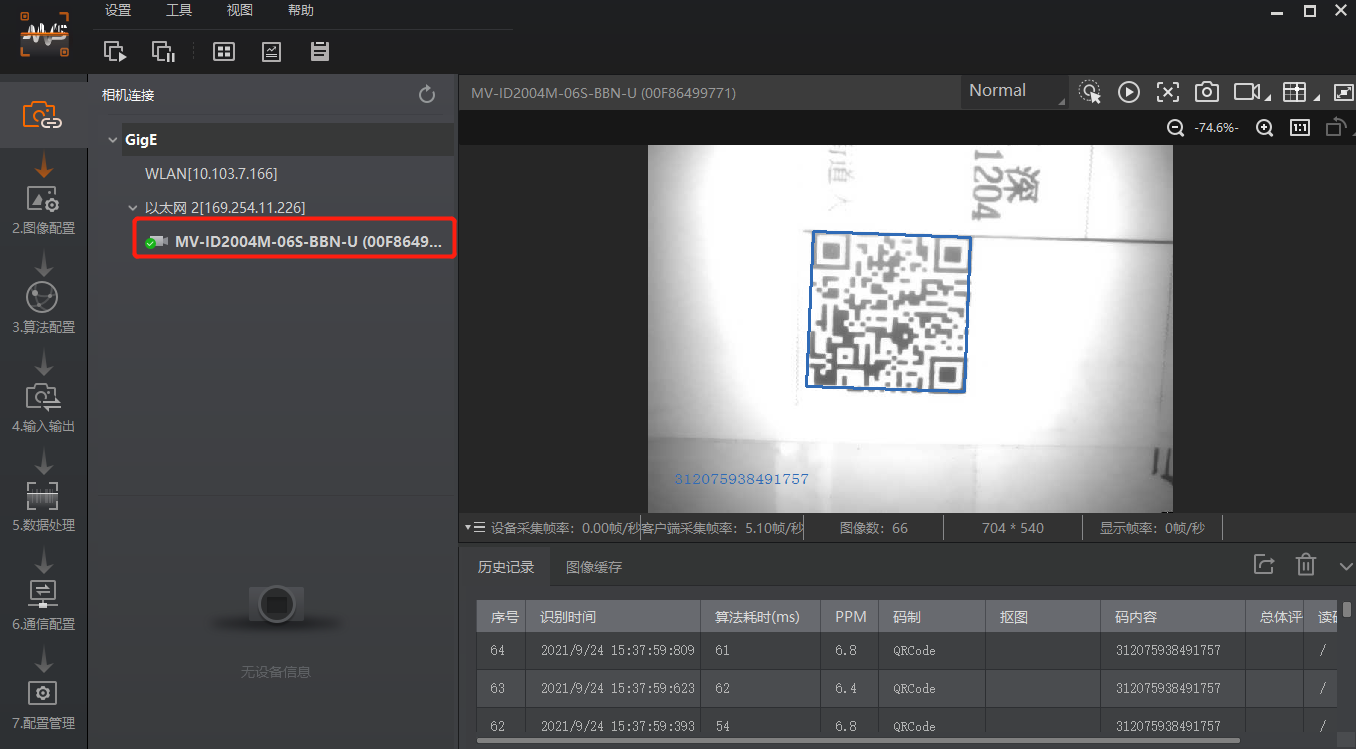 设置 工具 视图 帮助
相机连接
GigE
WLAN[10.103.7.166]
以太网 2[169.254.11.226]
MV-ID2004M-06S-BBN-U (00F8649...
2.图像配置
3.算法配置
4.输入输出
5.数据处理
6.通信配置
7.配置管理
无设备信息
MV-ID2004M-06S-BBN-U (00F86499771)
Normal
-74.6%-
1:1
深
1204
街道人
312075938491757
设备采集帧率：0.00帧/秒 客户端采集帧率：5.10帧/秒 图像数：66 704 * 540 显示帧率：0帧/秒
历史记录 图像缓存
序号 识别时间 算法耗时(ms) PPM 码制 抠图 码内容 总体评 读码
64 2021/9/24 15:37:59:809 61 6.8 QRCode 312075938491757 /
63 2021/9/24 15:37:59:623 62 6.4 QRCode 312075938491757 /
62 2021/9/24 15:37:59:393 54 6.8 QRCode 312075938491757 /